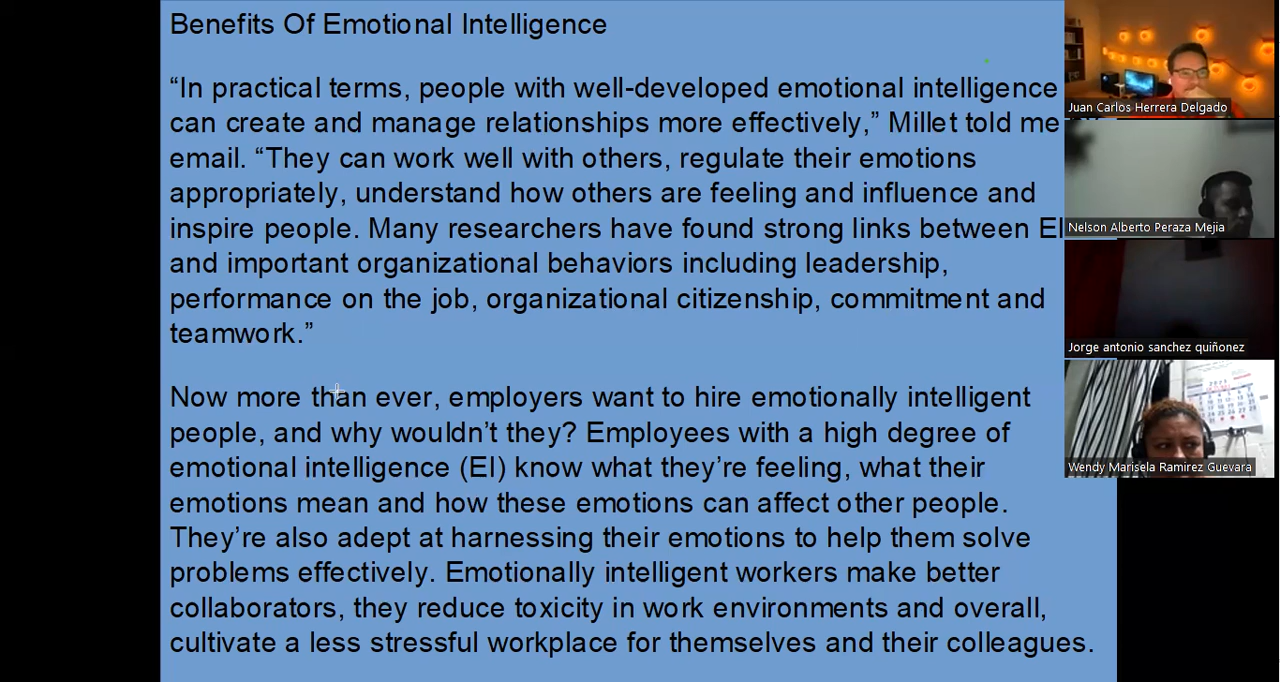 Benefits Of Emotional Intelligence
“In practical terms, people with well-developed emotional intelligence
can create and manage relationships more effectively,” Millet told me
email. “They can work well with others, regulate their emotions
appropriately, understand how others are feeling and influence and
inspire people. Many researchers have found strong links between EI
and important organizational behaviors including leadership,
performance on the job, organizational citizenship, commitment and
teamwork.”
Now more than ever, employers want to hire emotionally intelligent
people, and why wouldn’t they? Employees with a high degree of
emotional intelligence (EI) know what they’re feeling, what their
emotions mean and how these emotions can affect other people.
They’re also adept at harnessing their emotions to help them solve
problems effectively. Emotionally intelligent workers make better
collaborators, they reduce toxicity in work environments and overall,
cultivate a less stressful workplace for themselves and their colleagues.
Juan Carlos Herrera Delgado
Nelson Alberto Peraza Mejia
Jorge antonio sanchez quiñonez
Wendy Marisela Ramirez Guevara